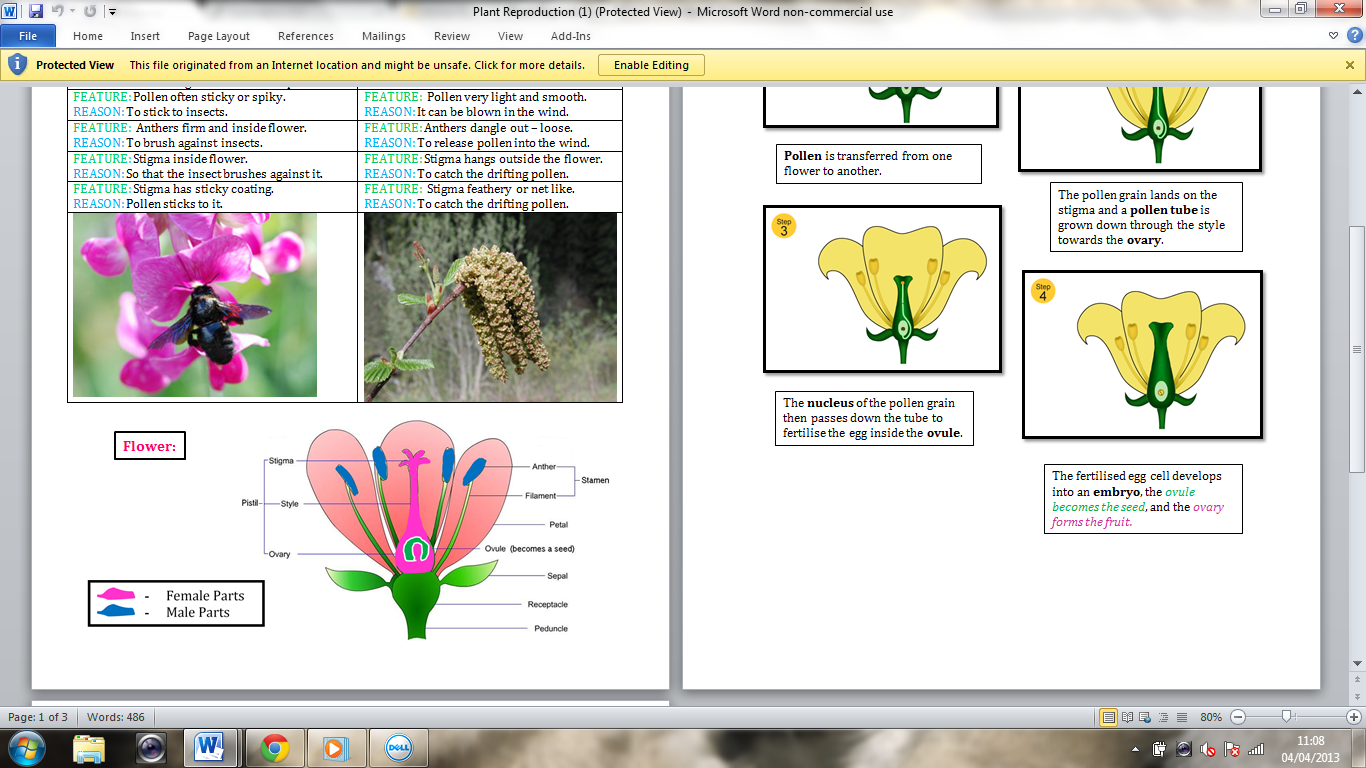 Plant Reproduction (1) (Protected View) - Microsoft Word non-commercial use
File Home Insert Page Layout References Mailings Review View Add-Ins
Protected View This file originated from an Internet location and might be unsafe. Click for more details. Enable Editing
FEATURE: Pollen often sticky or spiky.
REASON: To stick to insects.
FEATURE: Pollen very light and smooth.
REASON: It can be blown in the wind.
FEATURE: Anthers firm and inside flower.
REASON: To brush against insects.
FEATURE: Anthers dangle out – loose.
REASON: To release pollen into the wind.
FEATURE: Stigma inside flower.
REASON: So that the insect brushes against it.
FEATURE: Stigma hangs outside the flower.
REASON: To catch the drifting pollen.
FEATURE: Stigma has sticky coating.
REASON: Pollen sticks to it.
FEATURE: Stigma feathery or net like.
REASON: To catch the drifting pollen.
Flower:
Stigma
Pistil
Style
Ovary
Anther
Stamen
Filament
Petal
Ovule (becomes a seed)
Sepal
Receptacle
Peduncle
- Female Parts
- Male Parts
Pollen is transferred from one
flower to another.
The pollen grain lands on the
stigma and a pollen tube is
grown down through the style
towards the ovary.
Step
3
The nucleus of the pollen grain
then passes down the tube to
fertilise the egg inside the ovule.
Step
4
The fertilised egg cell develops
into an embryo, the ovule
becomes the seed, and the ovary
forms the fruit.
Page: 1 of 3 Words: 486
80%
W
DELL
11:08
04/04/2013